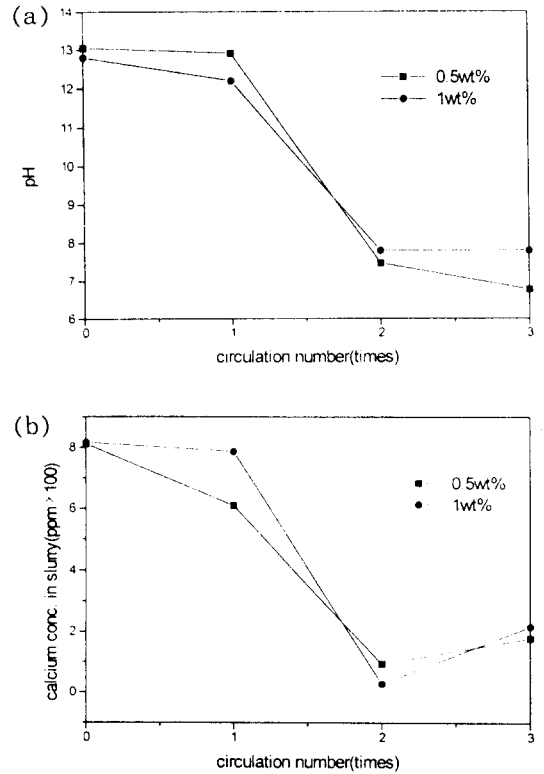 (a)
14
13
12
11
10
9
8
7
6
pH
0.5wt%
1wt%
0
1
2
3
circulation number(times)
(b)
8
6
4
2
0
calcium conc. in slurry(ppm > 100)
0.5wt%
1wt%
0
1
2
3
circulation number(times)